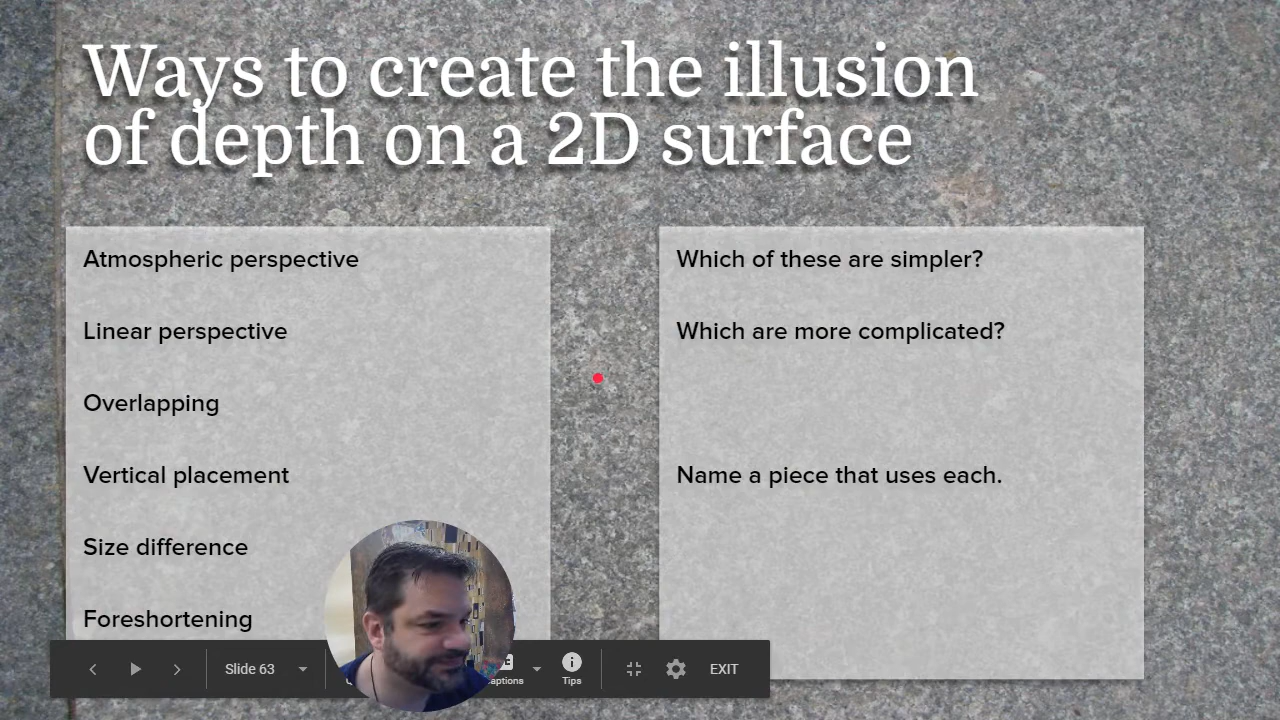 Ways to create the illusion
of depth on a 2D surface
Atmospheric perspective
Linear perspective
Overlapping
Vertical placement
Size difference
Foreshortening
Which of these are simpler?
Which are more complicated?
Name a piece that uses each.
Slide 63
Tips
EXIT